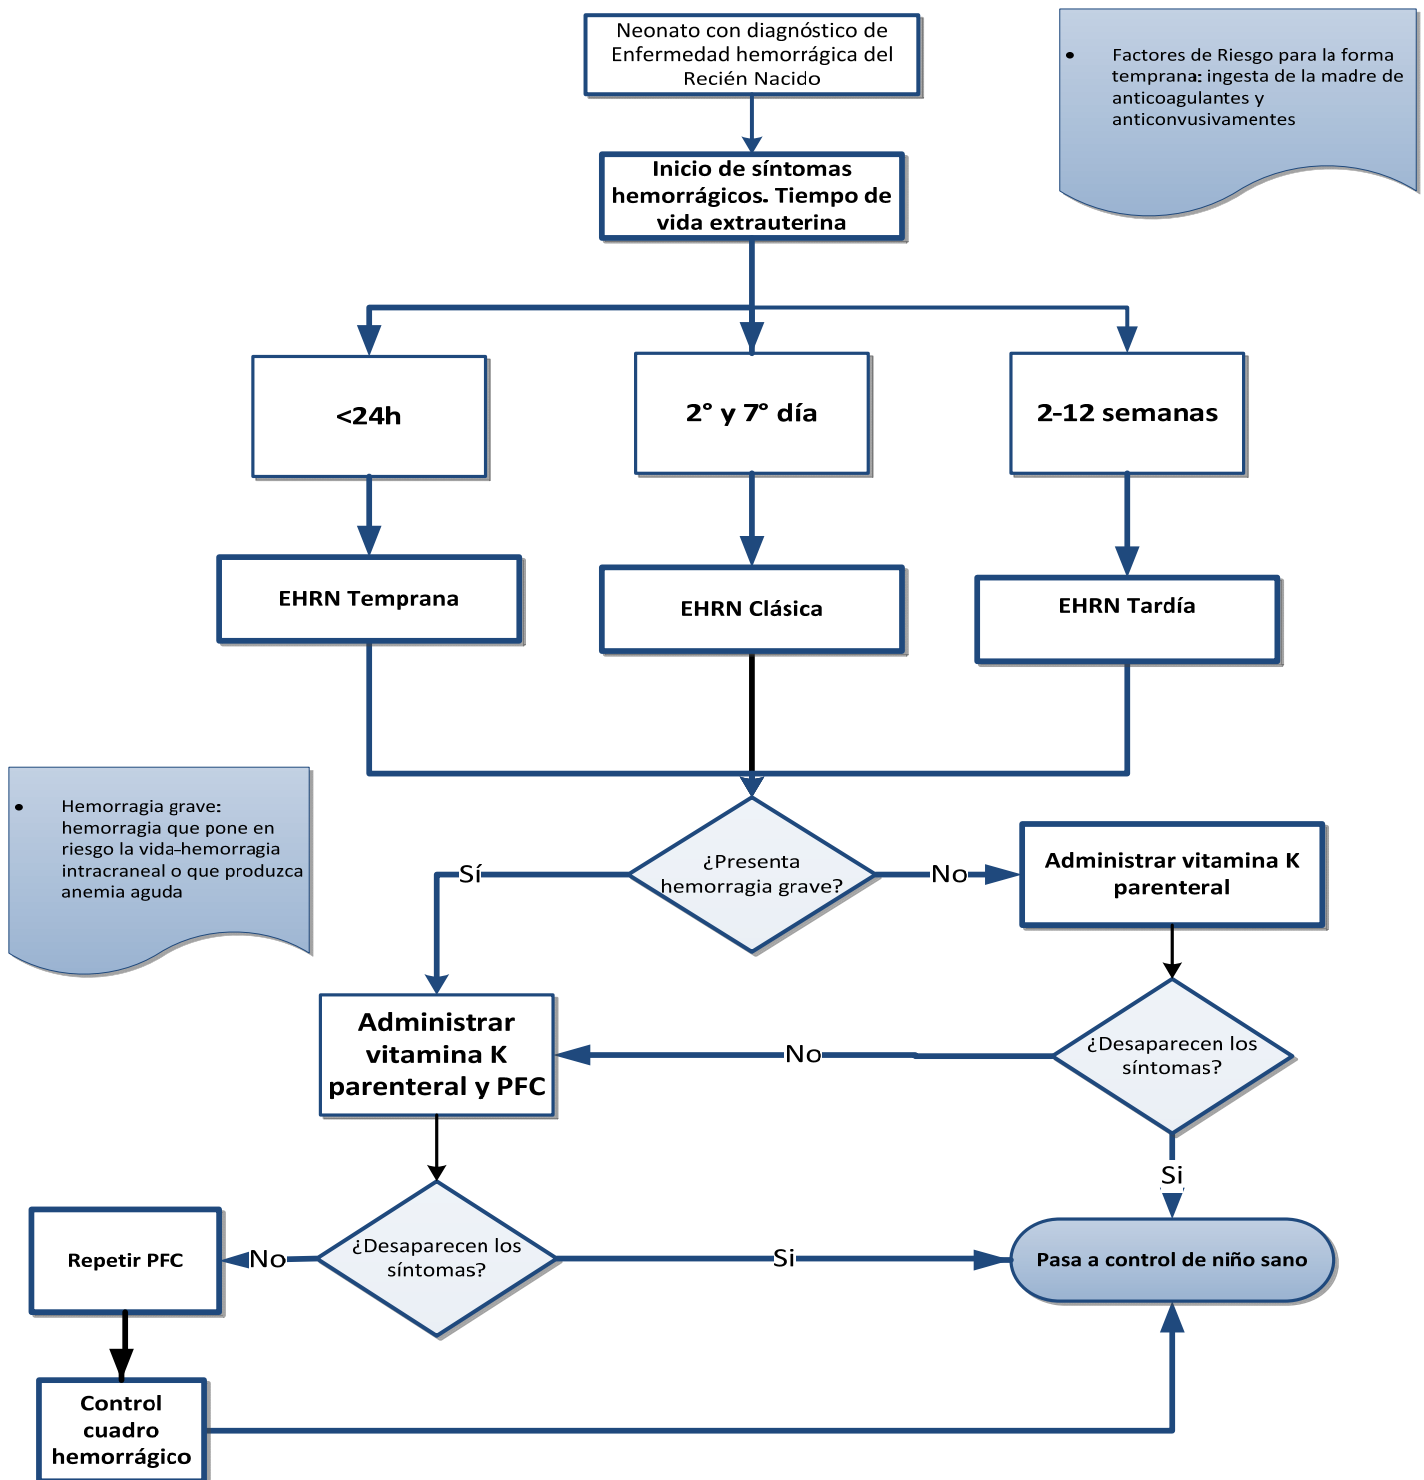 Neonato con diagnóstico de
Enfermedad hemorrágica del
Recién Nacido
• Factores de Riesgo para la forma
temprana: ingesta de la madre de
anticoagulantes y
anticonvusivamentes
Inicio de síntomas
hemorrágicos. Tiempo de
vida extrauterina
<24h
2° y 7° día
2-12 semanas
EHRN Temprana
EHRN Clásica
EHRN Tardía
• Hemorragia grave:
hemorragia que pone en
riesgo la vida-hemorragia
intracraneal o que produzca
anemia aguda
¿Presenta
hemorragia grave?
Sí
No
Administrar vitamina K
parenteral
Administrar
vitamina K
parenteral y PFC
No
¿Desaparecen los
síntomas?
Si
Repetir PFC
No
¿Desaparecen los
síntomas?
Si
Pasa a control de niño sano
Control
cuadro
hemorrágico